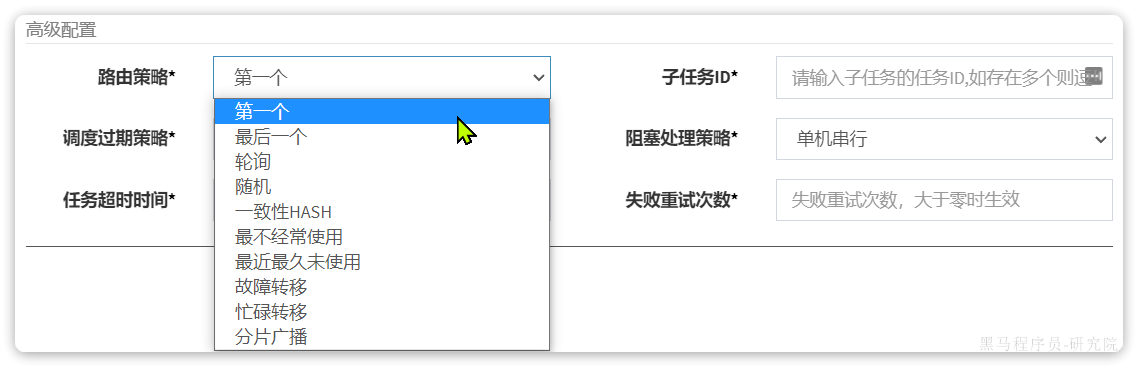 高级配置
路由策略* 第一个 子任务ID* 请输入子任务的任务ID,如存在多个则逗
第一个
调度过期策略* 最后一个 阻塞处理策略* 单机串行
轮询
随机
任务超时时间* 一致性HASH 失败重试次数* 失败重试次数，大于零时生效
最不经常使用
最近最久未使用
故障转移
忙碌转移
分片广播
黑马程序员-研究院